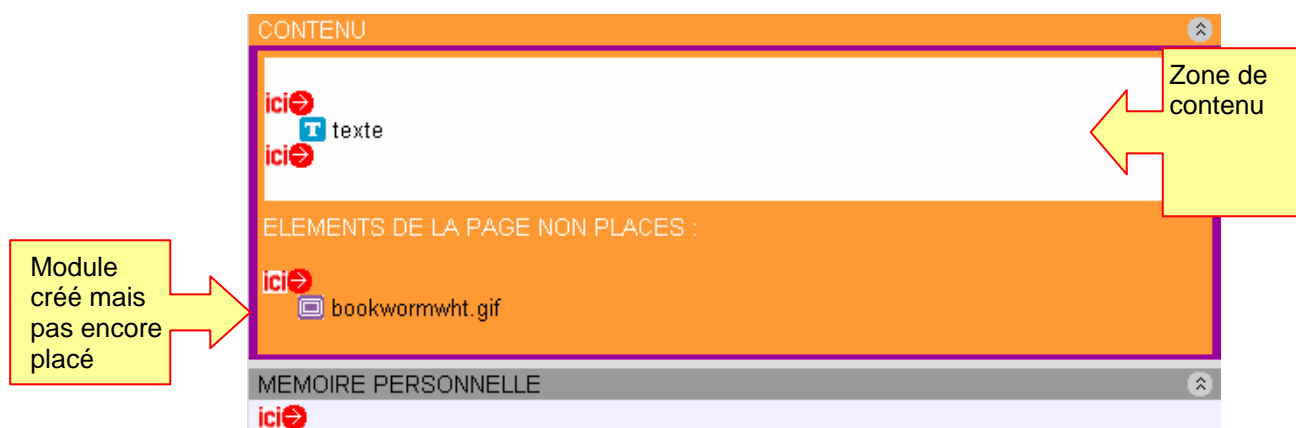 CONTENU
Zone de
contenu
ici
T texte
ici
ELEMENTS DE LA PAGE NON PLACES :
Module
créé mais
pas encore
placé
ici
bookwormwht.gif
MEMOIRE PERSONNELLE
ici